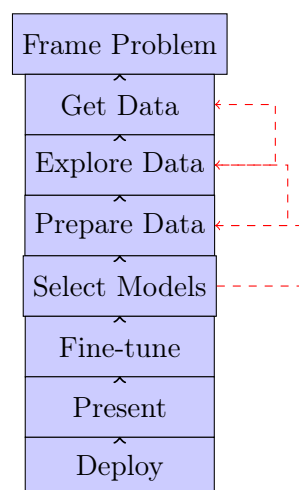 Frame Problem
Get Data
Explore Data
Prepare Data
Select Models
Fine-tune
Present
Deploy